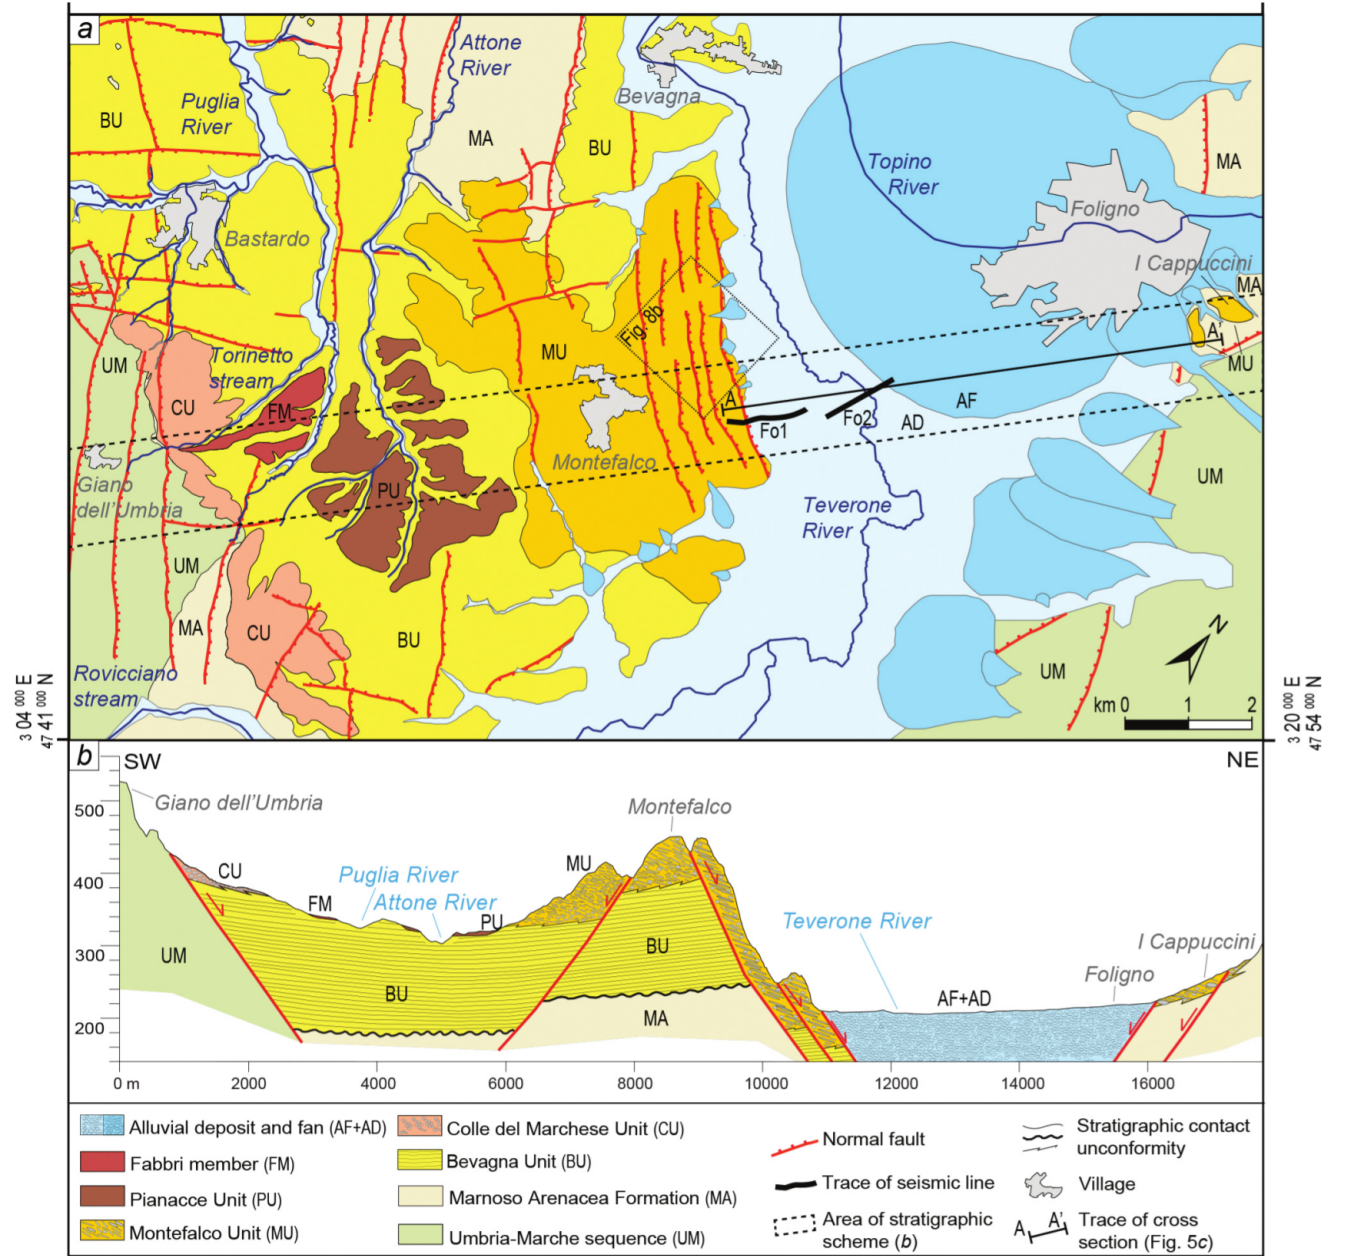 a
BU
Puglia
River
Attone
River
MA
BU
Bevagna
Topino
River
MA
Foligno
Bastardo
I Cappuccini
MA
Fig. 8b
UM
Torinetto
stream
MU
A'
MU
CU
FM
A
AF
Fo1
Fo2
AD
Montefalco
Giano
dell'Umbria
PU
Teverone
River
UM
UM
MA
CU
BU
UM
N
Rovicciano
stream
km 0 1 2
3 04 000 E
47 41 000 N
3 20 000 E
47 54 000 N
b
SW
NE
Giano dell'Umbria
Montefalco
500
CU
MU
400
Puglia River
Attone River
FM
PU
Teverone River
I Cappuccini
Foligno
UM
BU
300
BU
AF+AD
MA
200
0 m 2000 4000 6000 8000 10000 12000 14000 16000
Alluvial deposit and fan (AF+AD)
Fabbri member (FM)
Pianacce Unit (PU)
Montefalco Unit (MU)
Colle del Marchese Unit (CU)
Bevagna Unit (BU)
Marnoso Arenacea Formation (MA)
Umbria-Marche sequence (UM)
Normal fault
Trace of seismic line
Area of stratigraphic
scheme (b)
Stratigraphic contact
unconformity
Village
A A' Trace of cross
section (Fig. 5c)